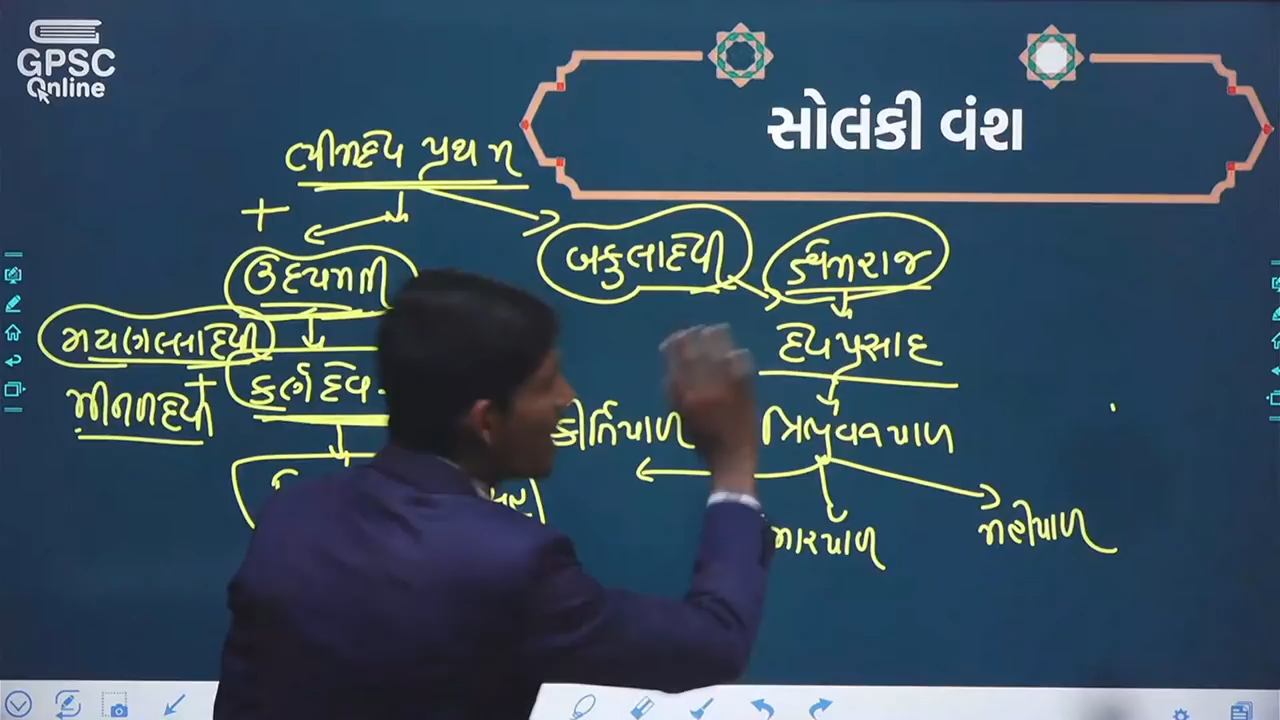 GPSC
Online
સોલંકી વંશ
ભીમદેવ પ્રથમ
+
ઉદયમતી
બકુલાદેવી
ક્ષેમરાજ
મયણલ્લાદેવી
દેવપ્રસાદ
+
કર્ણદેવ
મીનળદેવી
કીર્તિપાળ
ત્રિભુવનપાળ
મારપાળ
મહીપાળ